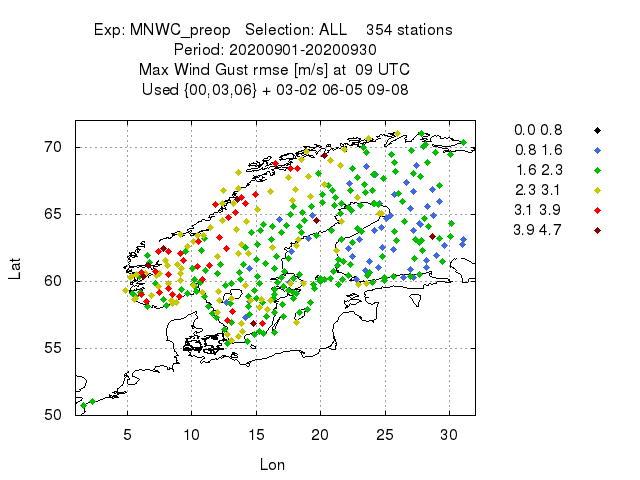 Exp: MNWC_preop Selection: ALL 354 stations
Period: 20200901-20200930
Max Wind Gust rmse [m/s] at 09 UTC
Used {00,03,06} + 03-02 06-05 09-08
0.0 0.8
0.8 1.6
1.6 2.3
2.3 3.1
3.1 3.9
3.9 4.7
70
65
60
55
50
Lat
5 10 15 20 25 30
Lon